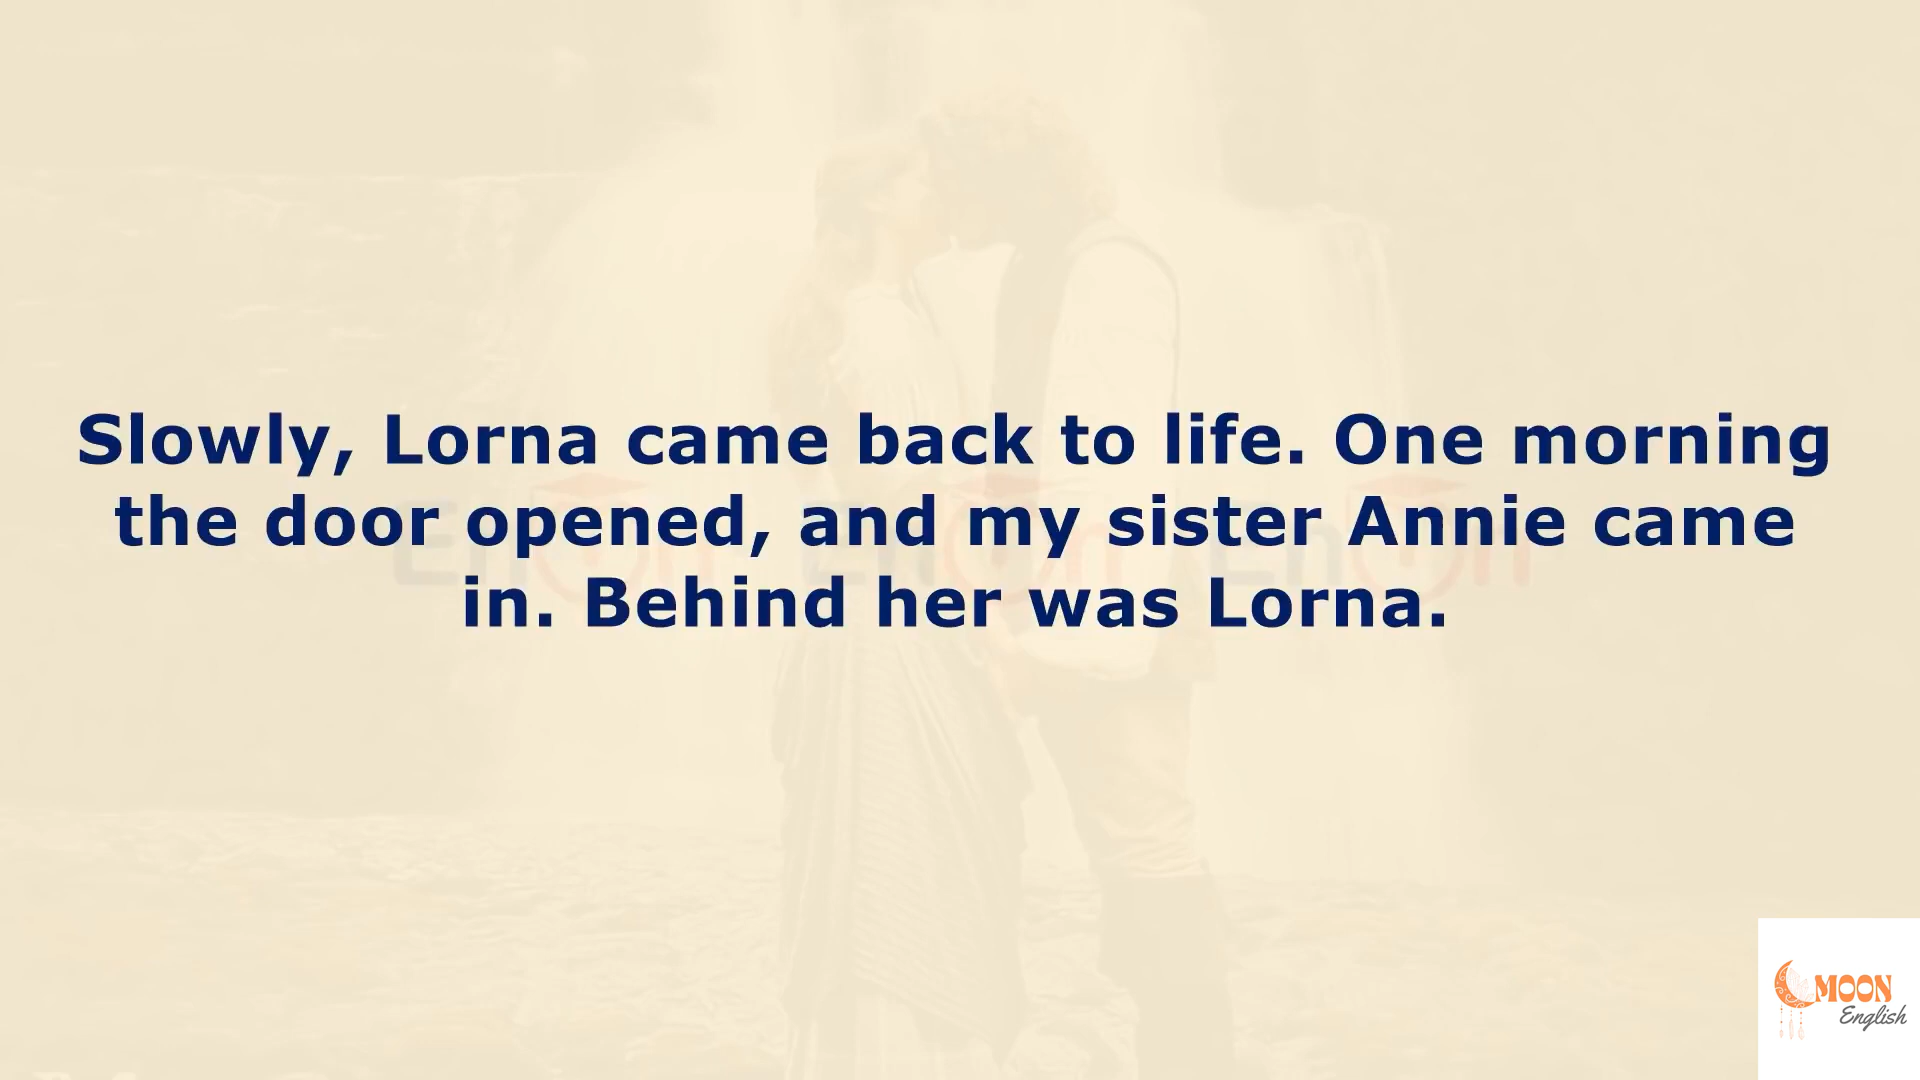 Slowly, Lorna came back to life. One morning
the door opened, and my sister Annie came
in. Behind her was Lorna.
MOON
English